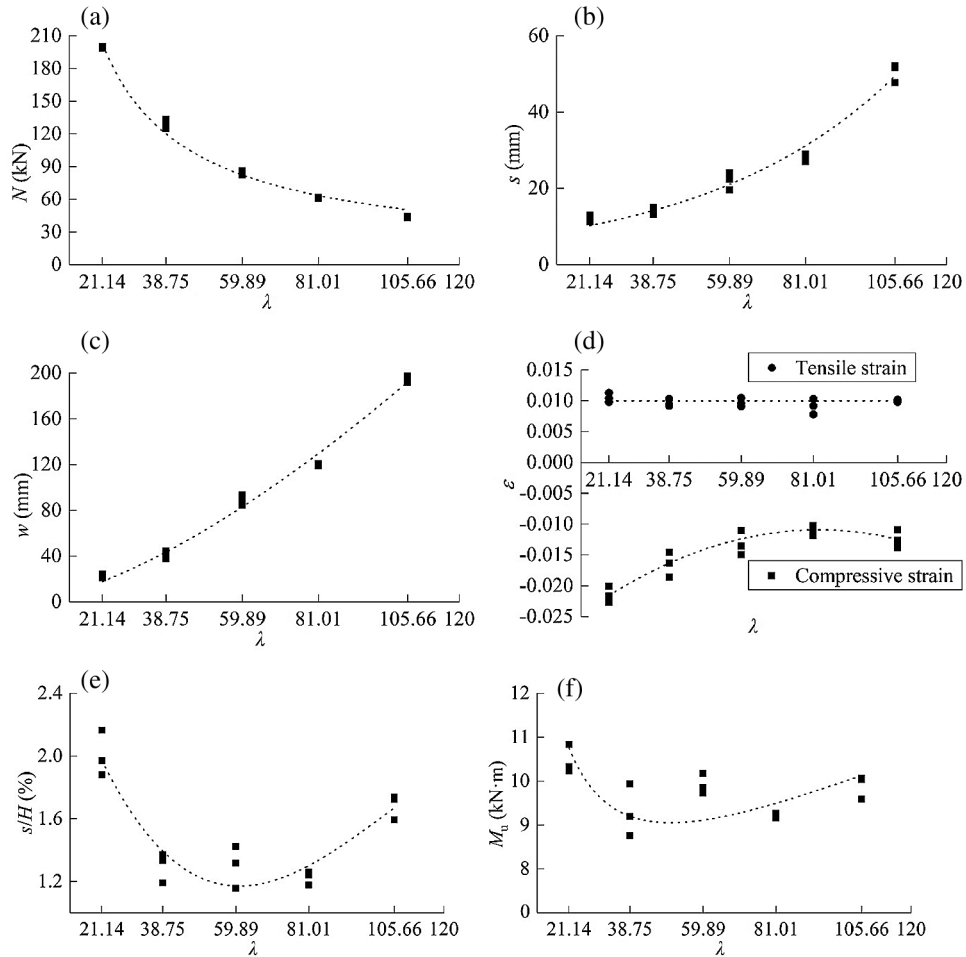 (a)
210
180
150
120
90
60
30
0
N (kN)
21.14 38.75 59.89 81.01 105.66 120
λ
(b)
60
40
20
0
s (mm)
21.14 38.75 59.89 81.01 105.66 120
λ
(c)
200
160
120
80
40
0
w (mm)
21.14 38.75 59.89 81.01 105.66 120
λ
(d)
Tensile strain
0.015
0.010
0.005
0.000
-0.005
-0.010
-0.015
-0.020
-0.025
ε
21.14 38.75 59.89 81.01 105.66 120
Compressive strain
λ
(e)
2.4
2.0
1.6
1.2
s/H (%)
21.14 38.75 59.89 81.01 105.66 120
λ
(f)
12
11
10
9
8
0
Mu (kN·m)
21.14 38.75 59.89 81.01 105.66 120
λ